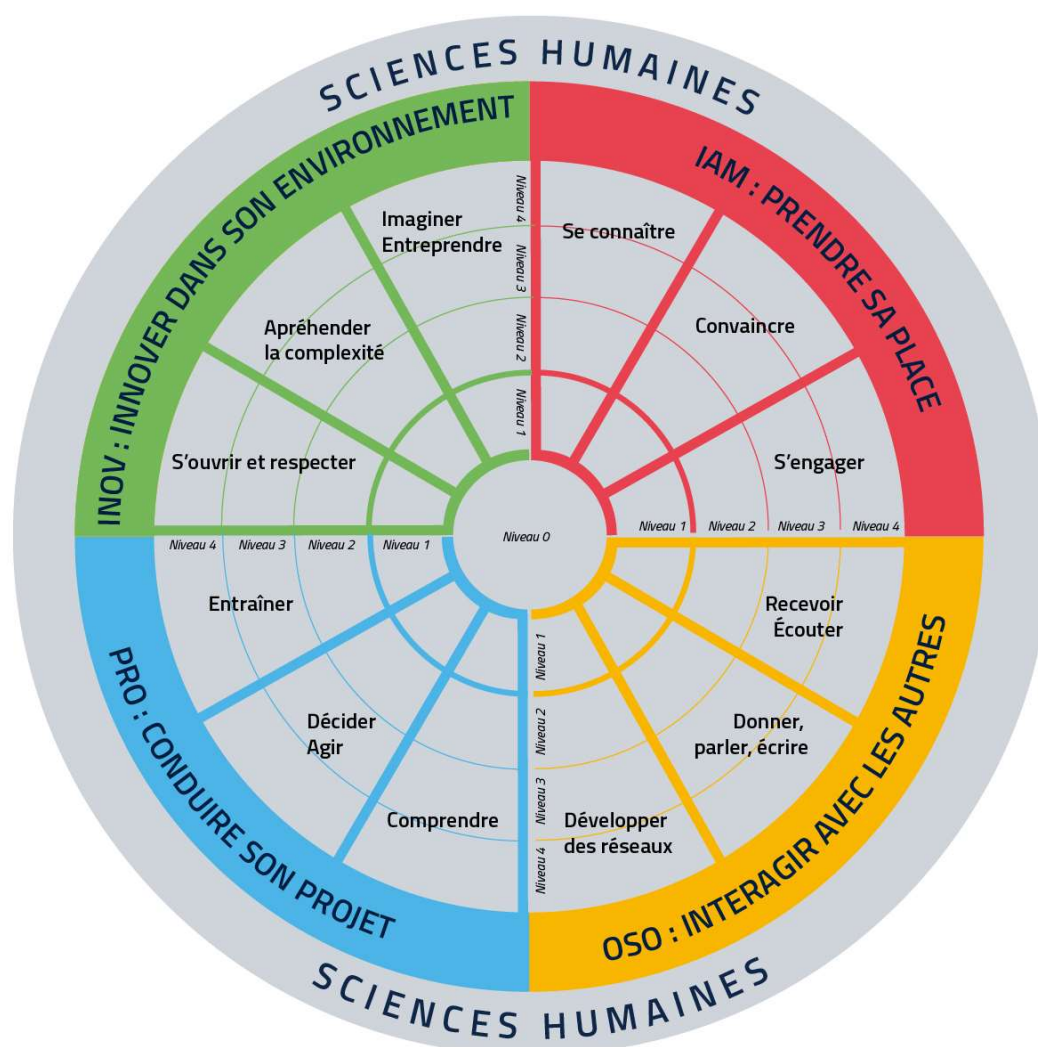 SCIENCES HUMAINES
INOV : INNOVER DANS SON ENVIRONNEMENT
IAM : PRENDRE SA PLACE
Imaginer
Entreprendre
Niveau 4
Niveau 3
Niveau 2
Niveau 1
Se connaître
Convaincre
S'engager
Apréhender
la complexité
S'ouvrir et respecter
Niveau 4
Niveau 3
Niveau 2
Niveau 1
Niveau 0
Niveau 1
Niveau 2
Niveau 3
Niveau 4
Entraîner
Décider
Agir
Comprendre
Niveau 1
Niveau 2
Niveau 3
Niveau 4
Recevoir
Écouter
Donner,
parler, écrire
Développer
des réseaux
PRO : CONDUIRE SON PROJET
OSO : INTERAGIR AVEC LES AUTRES
SCIENCES HUMAINES